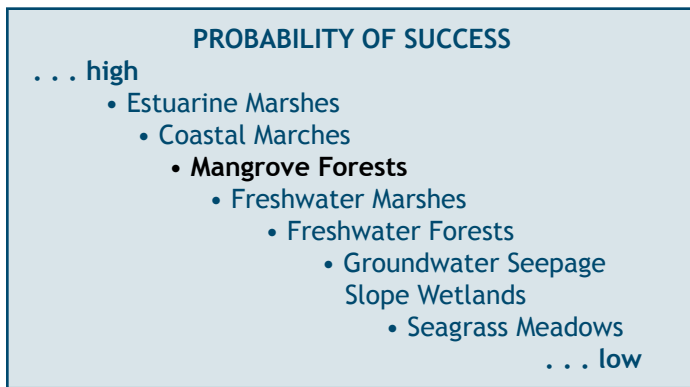 PROBABILITY OF SUCCESS
. . . high
• Estuarine Marshes
• Coastal Marches
• Mangrove Forests
• Freshwater Marshes
• Freshwater Forests
• Groundwater Seepage
Slope Wetlands
• Seagrass Meadows
. . . low